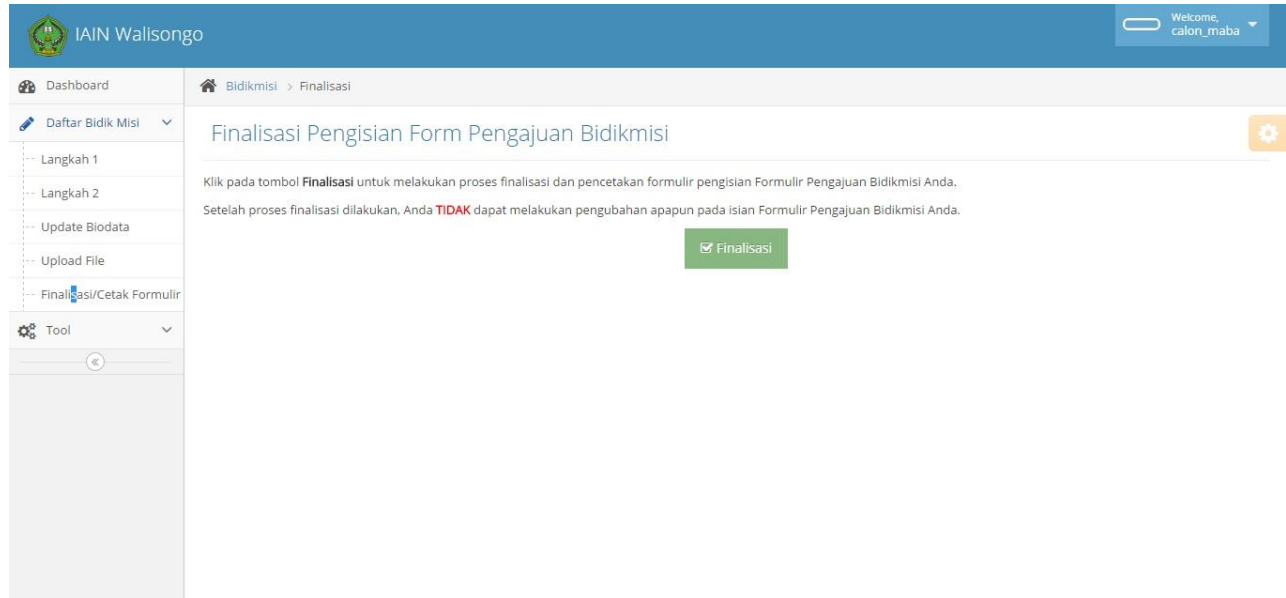 IAIN Walisongo
Welcome,
calon_maba
Dashboard
Daftar Bidik Misi
Langkah 1
Langkah 2
Update Biodata
Upload File
Finalisasi/Cetak Formulir
Tool
Bidikmisi > Finalisasi
Finalisasi Pengisian Form Pengajuan Bidikmisi
Klik pada tombol Finalisasi untuk melakukan proses finalisasi dan pencetakan formulir pengisian Formulir Pengajuan Bidikmisi Anda.
Setelah proses finalisasi dilakukan, Anda TIDAK dapat melakukan pengubahan apapun pada isian Formulir Pengajuan Bidikmisi Anda.
Finalisasi